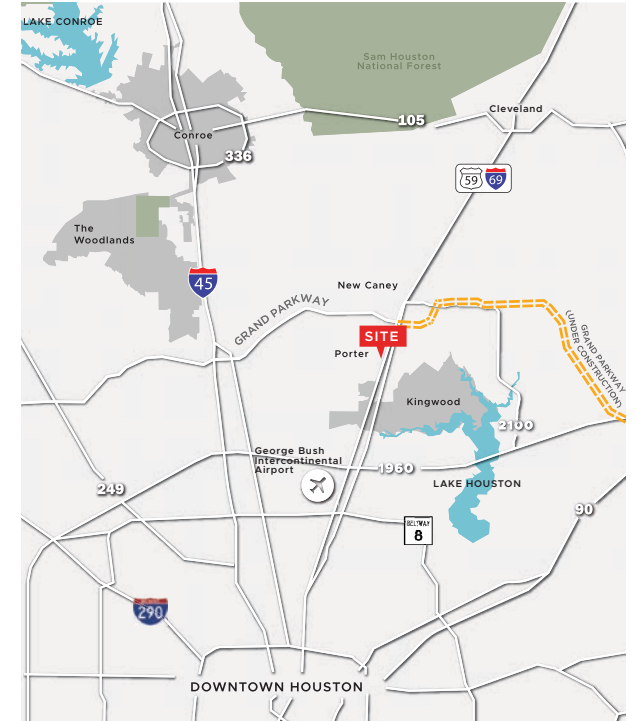 LAKE CONROE
Sam Houston
National Forest
Cleveland
105
Conroe
336
59
69
The
Woodlands
45
New Caney
GRAND PARKWAY
SITE
Porter
GRAND PARKWAY
(UNDER CONSTRUCTION)
Kingwood
2100
George Bush
Intercontinental
Airport
1960
LAKE HOUSTON
249
90
BELTWAY
8
290
DOWNTOWN HOUSTON